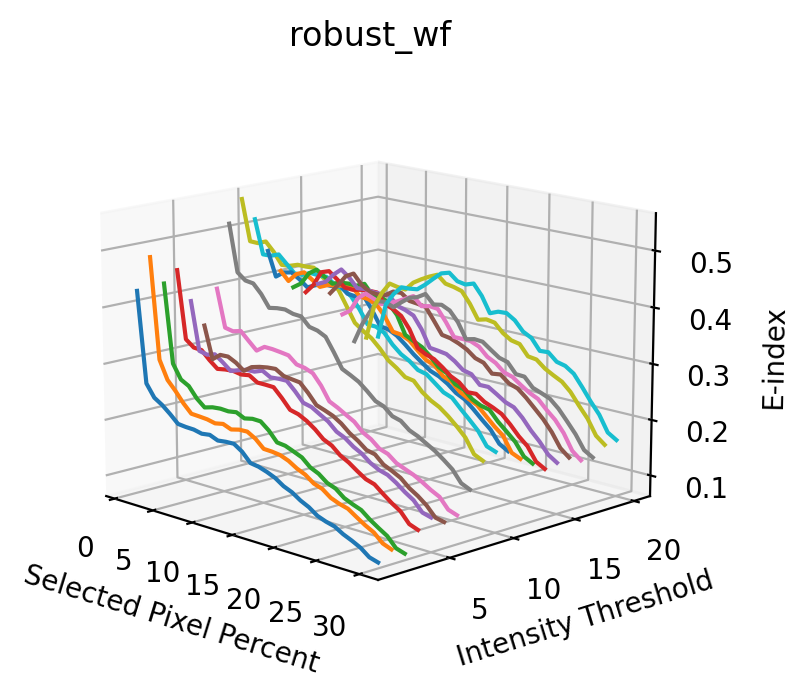 robust_wf
0.5
0.4
0.3
0.2
0.1
E-index
0 5 10 15 20 25 30
Selected Pixel Percent
5 10 15 20
Intensity Threshold